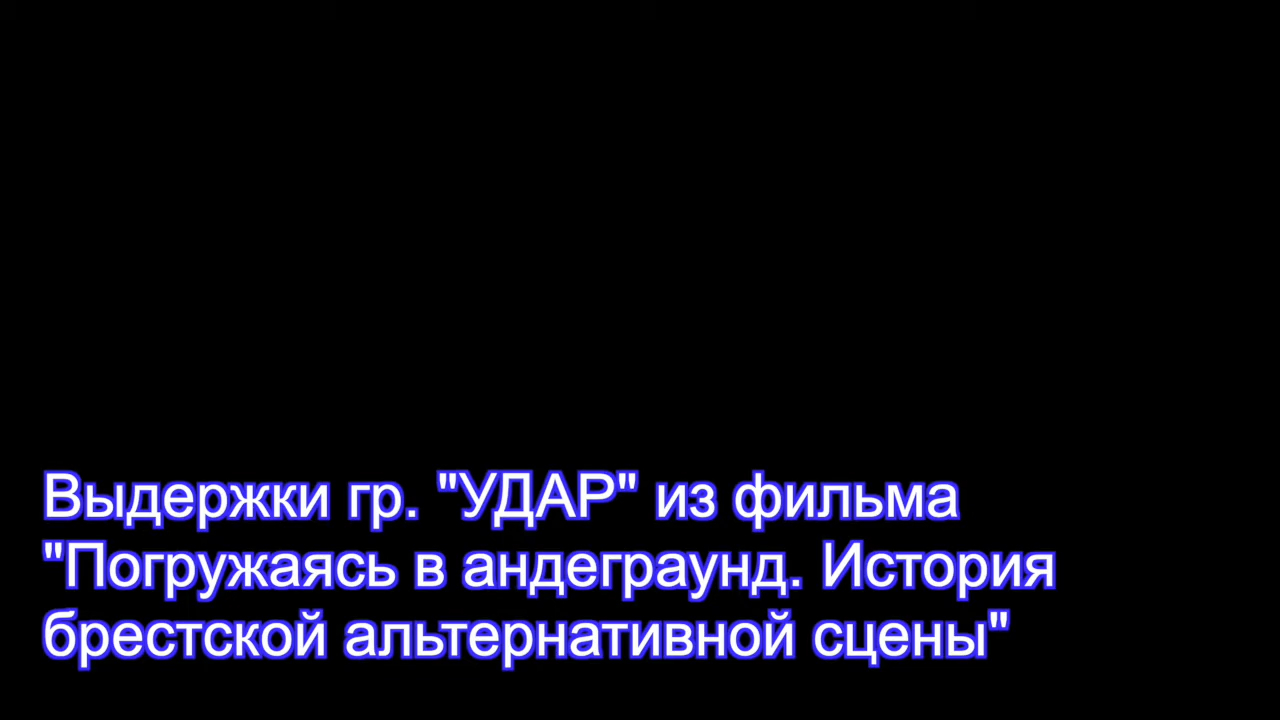 Выдержки гр. "УДАР" из фильма
"Погружаясь в андеграунд. История
брестской альтернативной сцены"